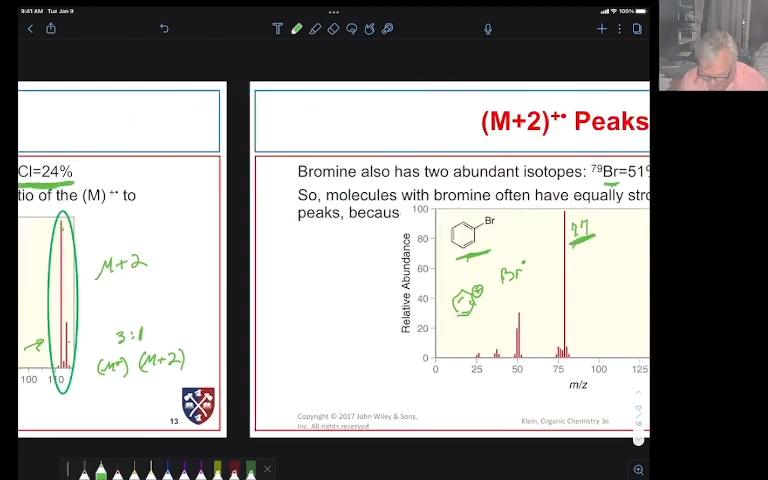 9:41 AM Tue Jan 9
100%
T
Cl=24%
tio of the (M) +• to
M+2
3:1
(M+) (M+2)
100 110
13
(M+2)+• Peaks
Bromine also has two abundant isotopes: 79Br=51%
So, molecules with bromine often have equally stro
peaks, becaus
Br
77
Br•
+
Relative Abundance
100
80
60
40
20
0
0 25 50 75 100 125
m/z
Copyright © 2017 John Wiley & Sons,
Inc. All rights reserved
Klein, Organic Chemistry 3e
12
18